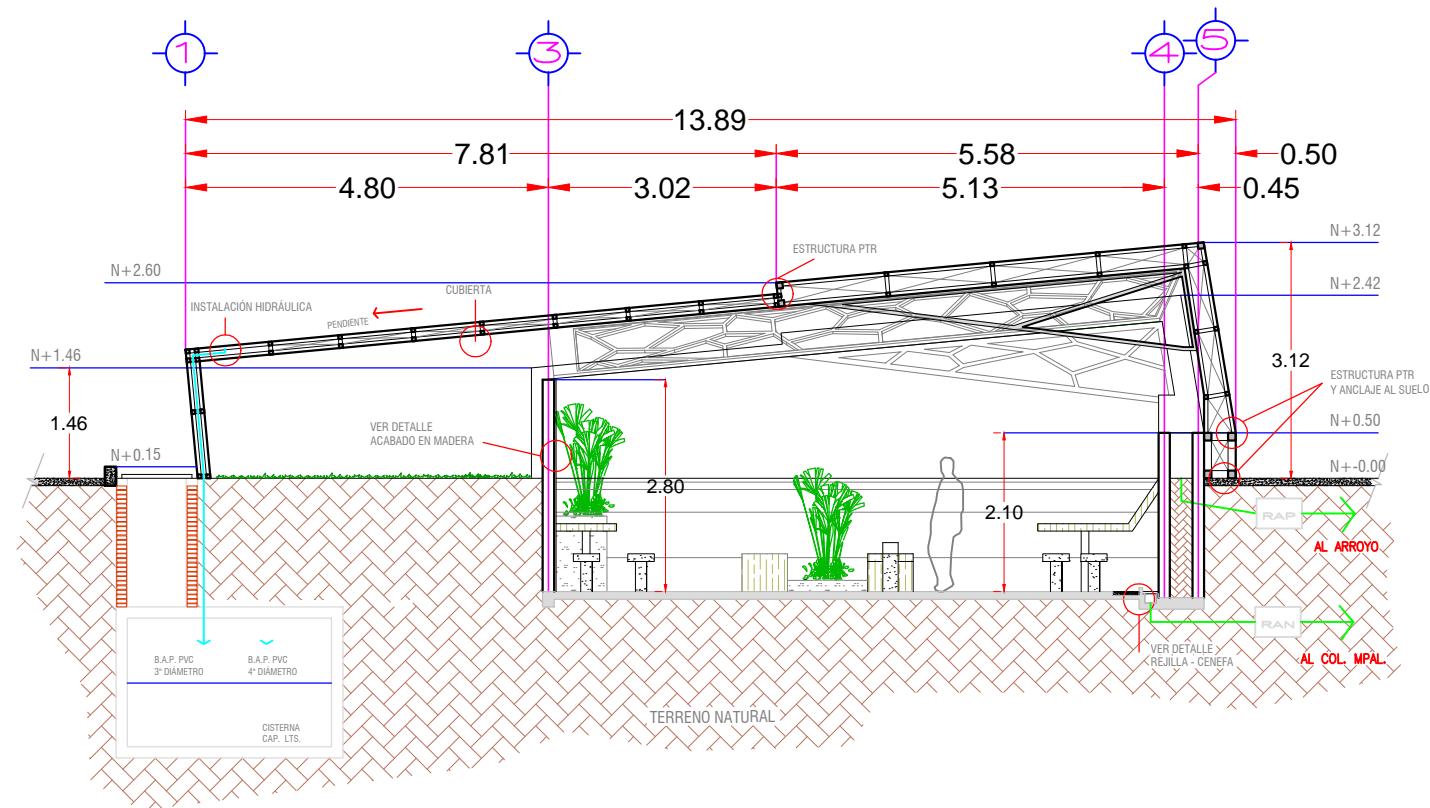 1
3
4
5
13.89
7.81
5.58
0.50
4.80
3.02
5.13
0.45
N+3.12
ESTRUCTURA PTR
N+2.60
N+2.42
CUBIERTA
INSTALACIÓN HIDRÁULICA
PENDIENTE
N+1.46
3.12
ESTRUCTURA PTR
Y ANCLAJE AL SUELO
1.46
N+0.50
VER DETALLE
ACABADO EN MADERA
N+0.15
N+-0.00
2.80
2.10
RAP
AL ARROYO
RAN
AL COL. MPAL.
VER DETALLE
REJILLA - CENEFA
B.A.P. PVC
3" DIÁMETRO
B.A.P. PVC
4" DIÁMETRO
TERRENO NATURAL
CISTERNA
CAP. LTS.